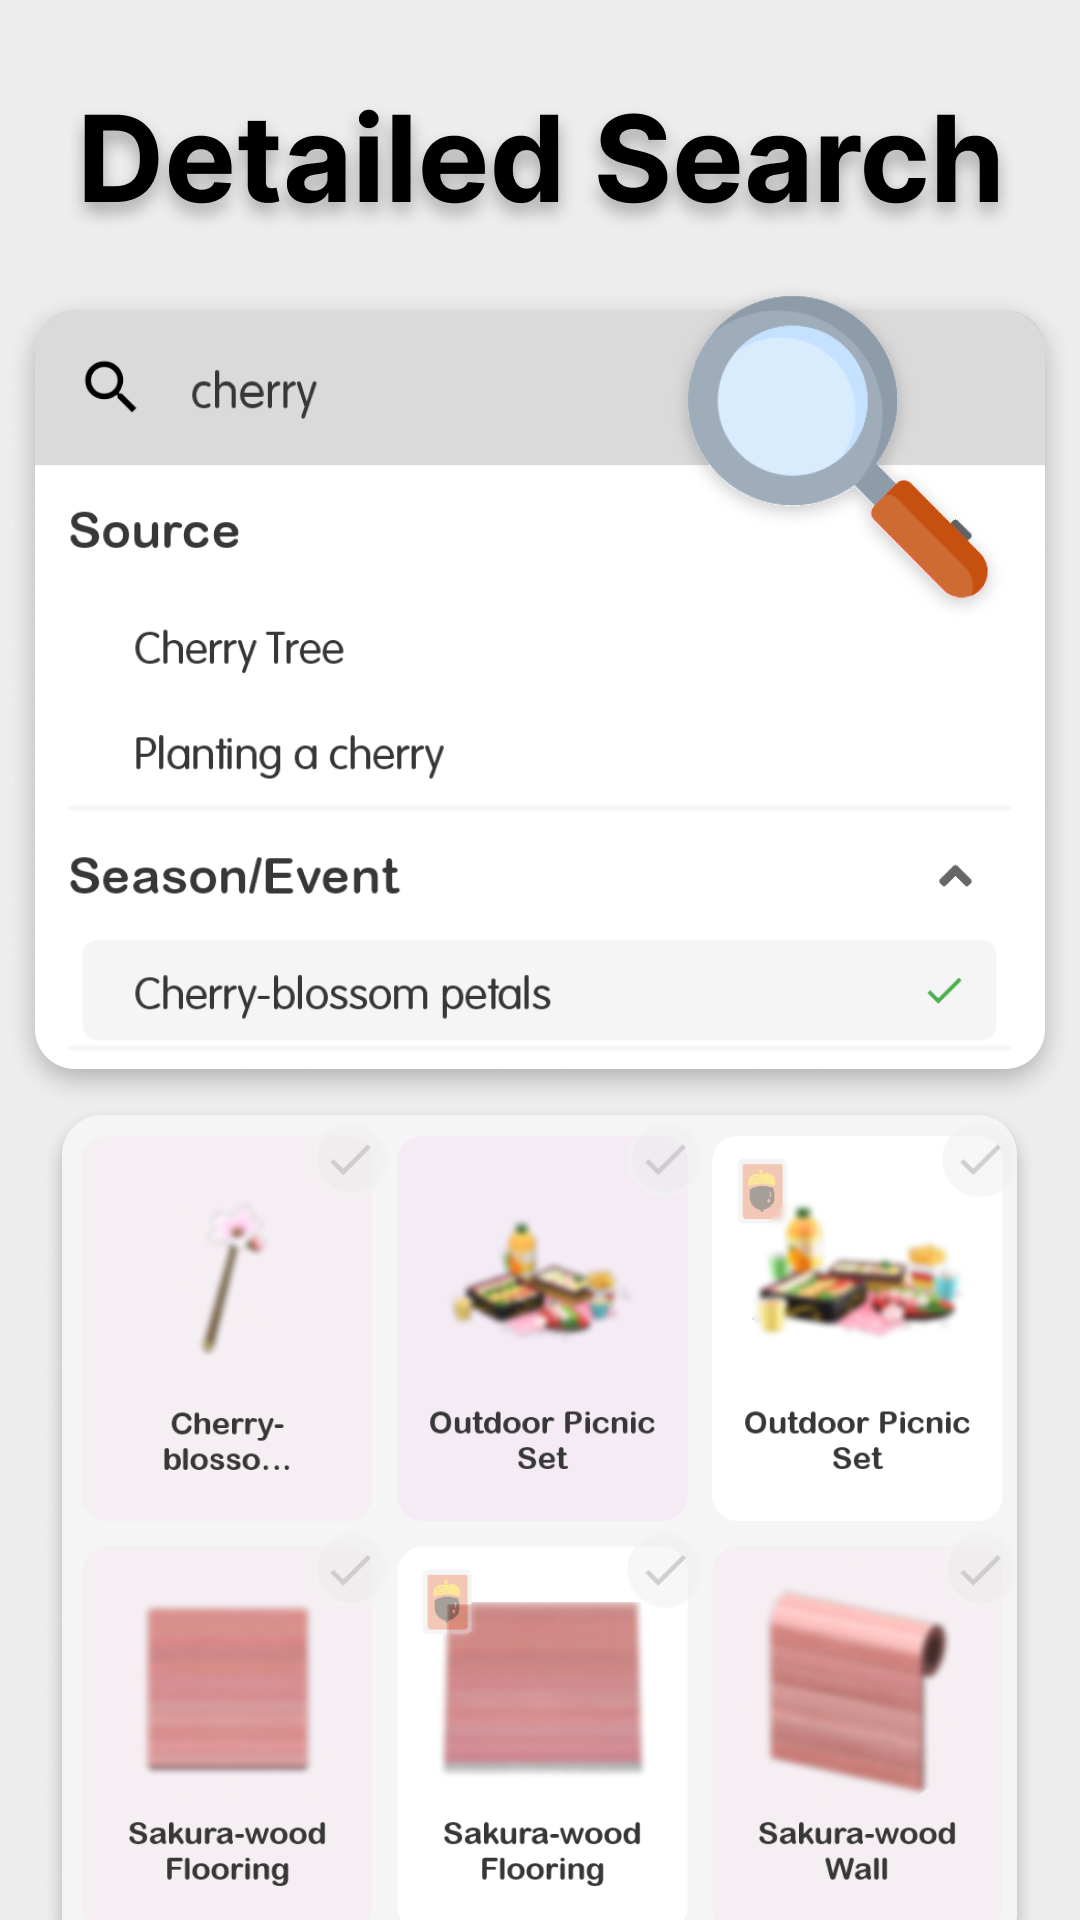 Detailed Search
cherry
Source
Cherry Tree
Planting a cherry
Season/Event
Cherry-blossom petals
Cherry-
blosso...
Outdoor Picnic
Set
Outdoor Picnic
Set
Sakura-wood
Flooring
Sakura-wood
Flooring
Sakura-wood
Wall